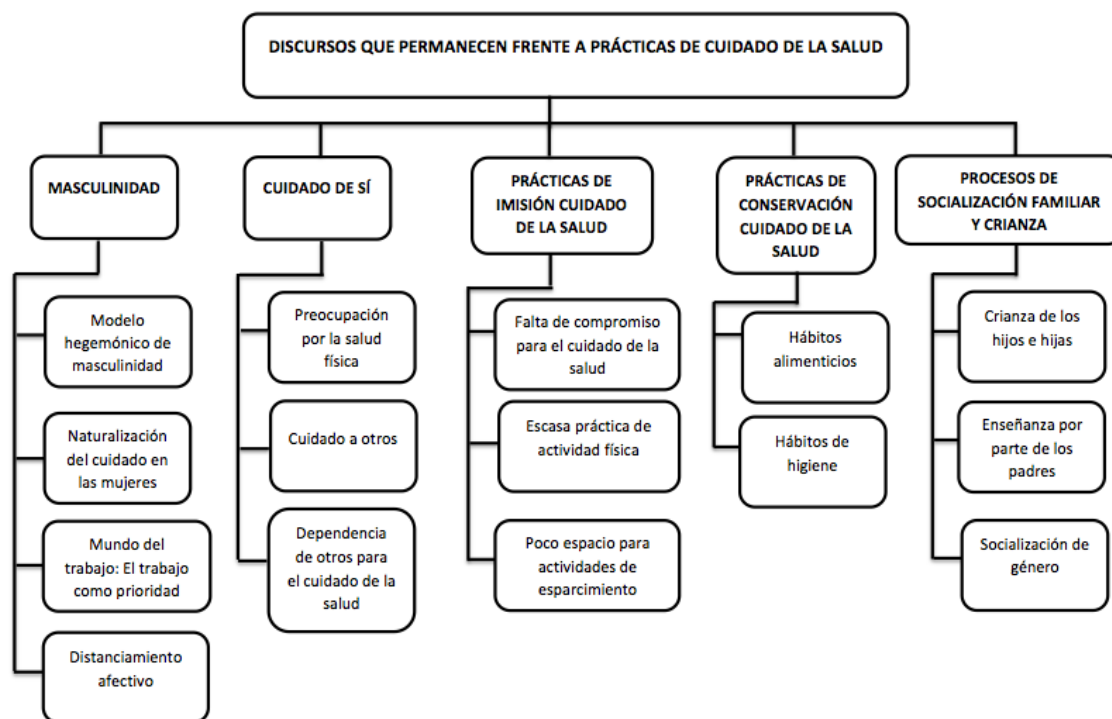 DISCURSOS QUE PERMANECEN FRENTE A PRÁCTICAS DE CUIDADO DE LA SALUD
MASCULINIDAD
Modelo
hegemónico de
masculinidad
Naturalización
del cuidado en
las mujeres
Mundo del
trabajo: El trabajo
como prioridad
Distanciamiento
afectivo
CUIDADO DE SÍ
Preocupación
por la salud
física
Cuidado a otros
Dependencia
de otros para
el cuidado de la
salud
PRÁCTICAS DE
IMISIÓN CUIDADO
DE LA SALUD
Falta de compromiso
para el cuidado de la
salud
Escasa práctica de
actividad física
Poco espacio para
actividades de
esparcimiento
PRÁCTICAS DE
CONSERVACIÓN
CUIDADO DE LA
SALUD
Hábitos
alimenticios
Hábitos de
higiene
PROCESOS DE
SOCIALIZACIÓN FAMILIAR
Y CRIANZA
Crianza de los
hijos e hijas
Enseñanza por
parte de los
padres
Socialización de
género